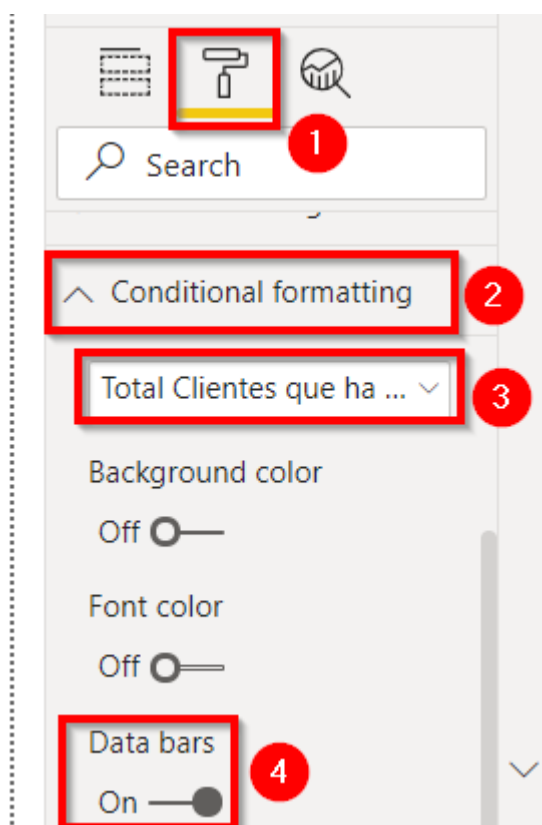 1
Search
Conditional formatting
2
Total Clientes que ha ...
3
Background color
Off
Font color
Off
Data bars
4
On